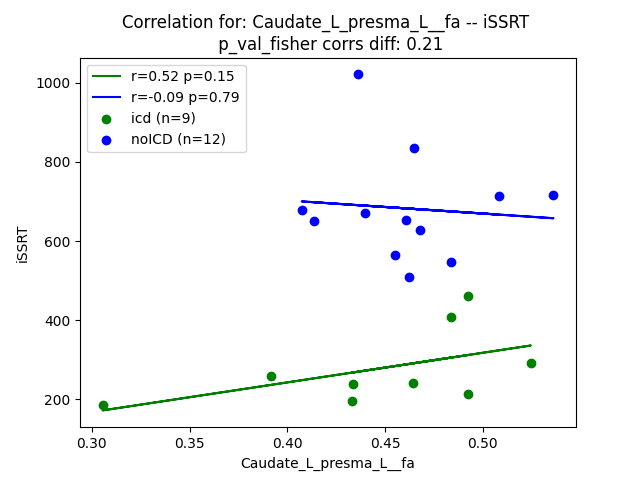 Correlation for: Caudate_L_presma_L__fa -- iSSRT
p_val_fisher corrs diff: 0.21
r=0.52 p=0.15
r=-0.09 p=0.79
icd (n=9)
noICD (n=12)
1000
800
600
400
200
iSSRT
0.30 0.35 0.40 0.45 0.50
Caudate_L_presma_L__fa